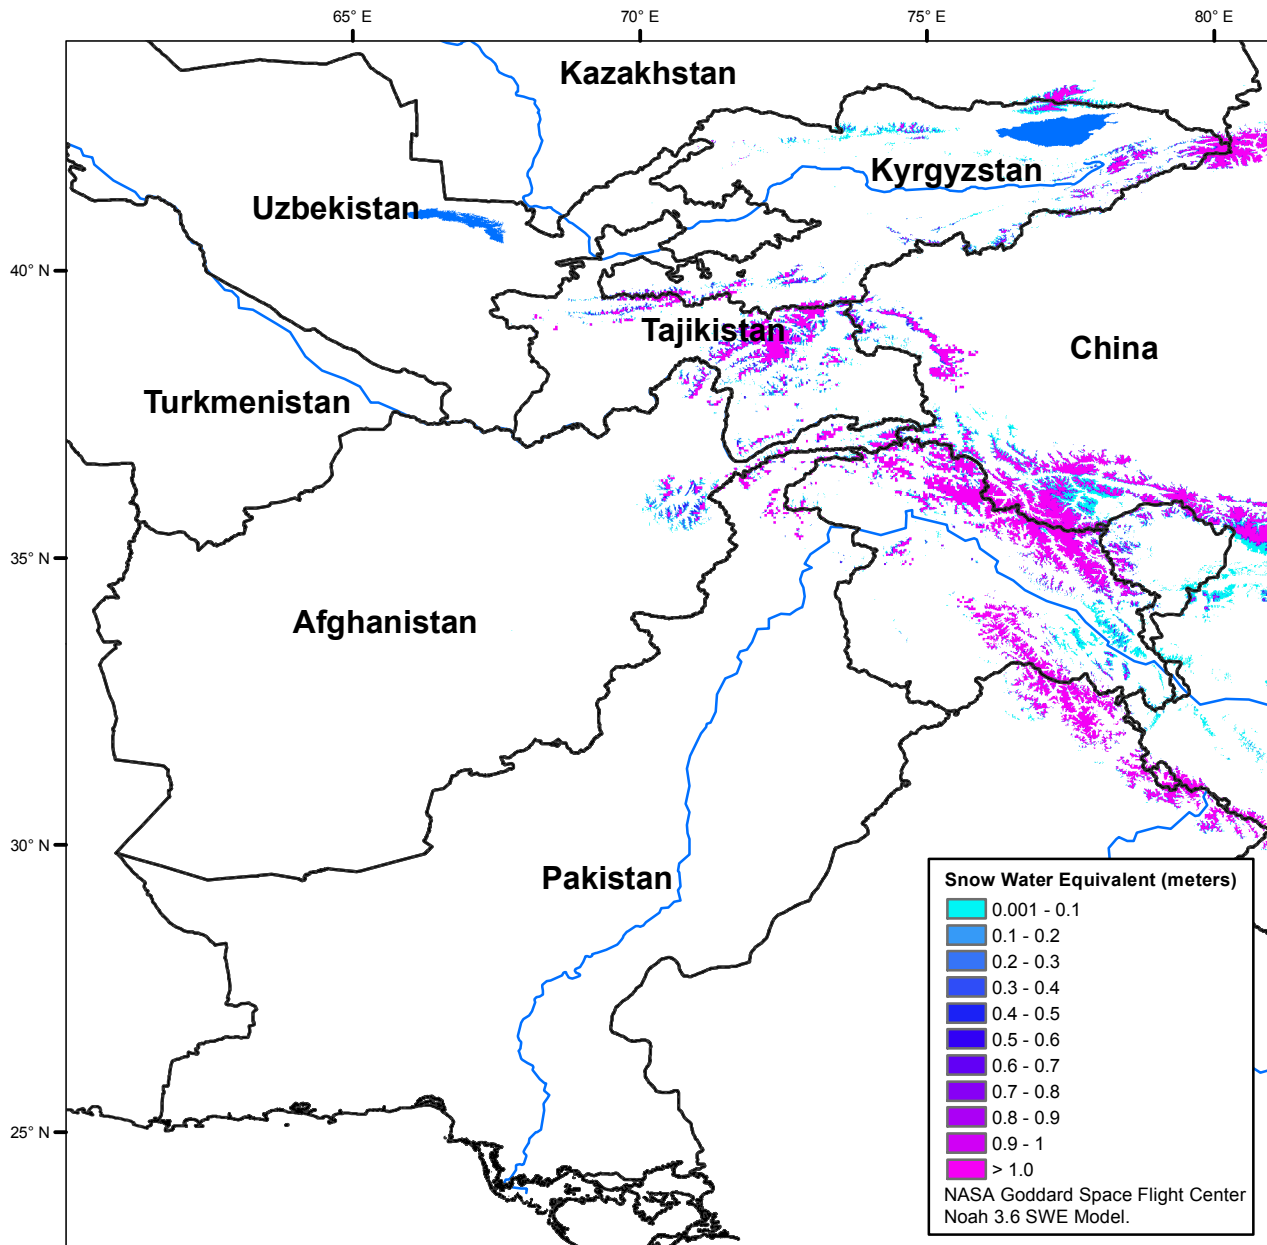 65° E
70° E
75° E
80° E
Kazakhstan
Kyrgyzstan
Uzbekistan
40° N
Tajikistan
China
Turkmenistan
35° N
Afghanistan
30° N
Pakistan
25° N
Snow Water Equivalent (meters)
0.001 - 0.1
0.1 - 0.2
0.2 - 0.3
0.3 - 0.4
0.4 - 0.5
0.5 - 0.6
0.6 - 0.7
0.7 - 0.8
0.8 - 0.9
0.9 - 1
> 1.0
NASA Goddard Space Flight Center
Noah 3.6 SWE Model.